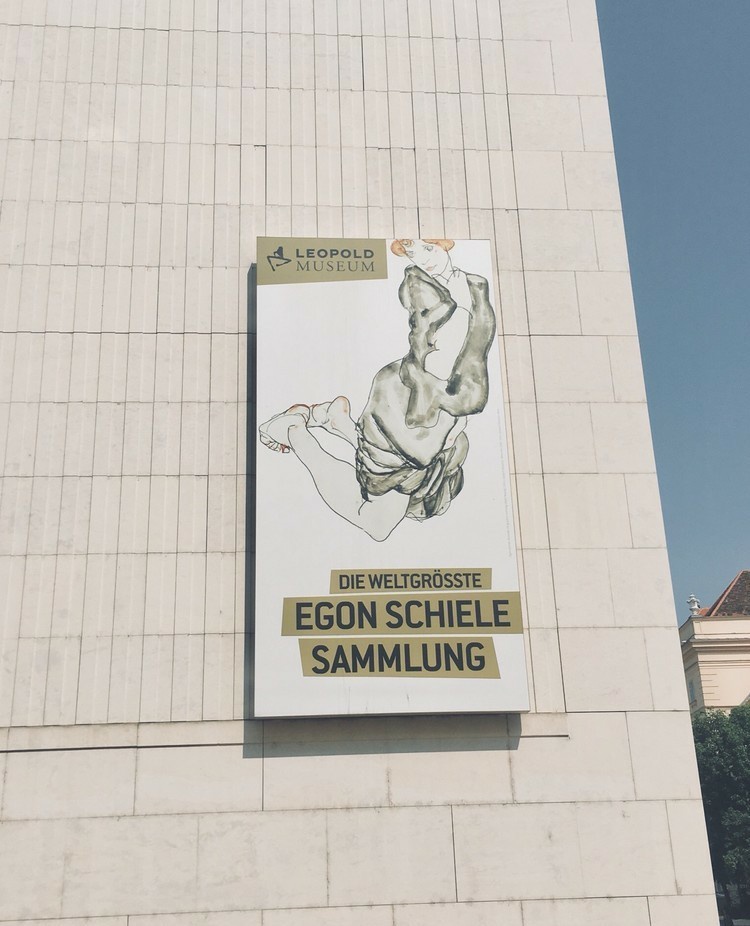 LEOPOLD
MUSEUM
DIE WELTGRÖSSTE
EGON SCHIELE
SAMMLUNG